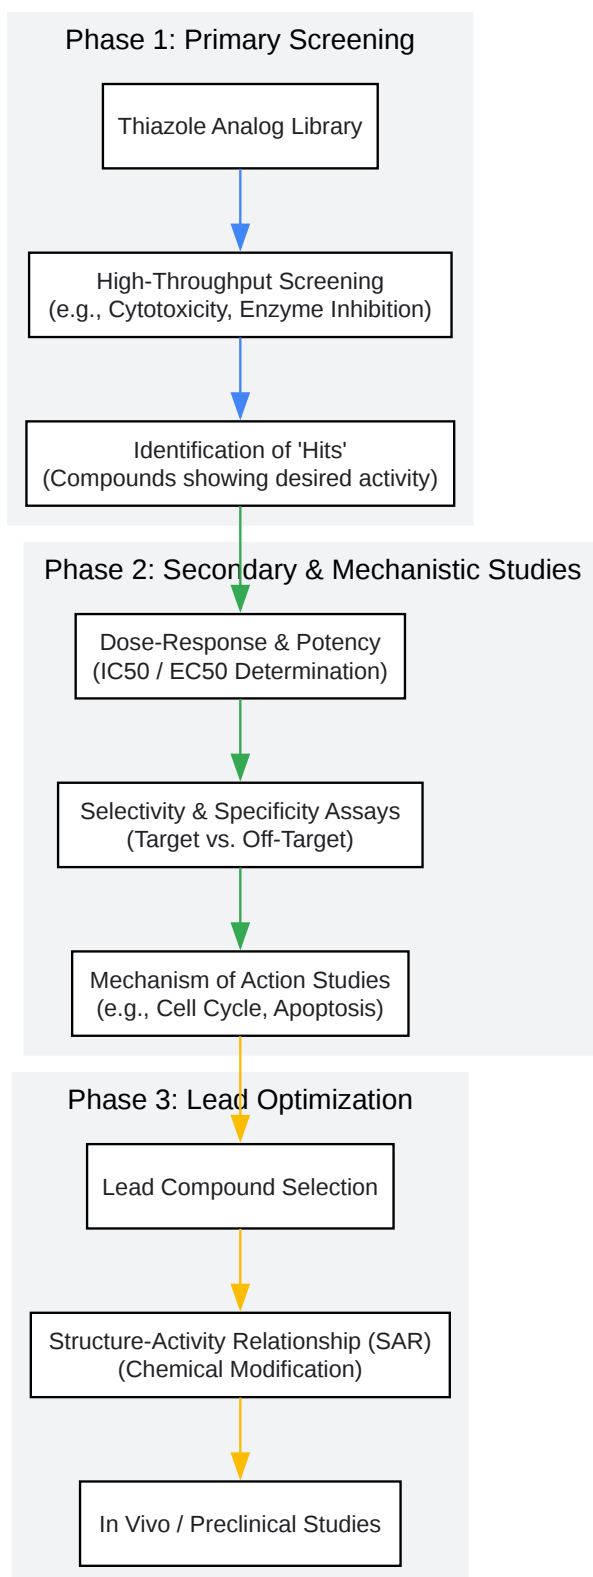 Phase 1: Primary Screening
Thiazole Analog Library
High-Throughput Screening
(e.g., Cytotoxicity, Enzyme Inhibition)
Identification of 'Hits'
(Compounds showing desired activity)
Phase 2: Secondary & Mechanistic Studies
Dose-Response & Potency
(IC50 / EC50 Determination)
Selectivity & Specificity Assays
(Target vs. Off-Target)
Mechanism of Action Studies
(e.g., Cell Cycle, Apoptosis)
Phase 3: Lead Optimization
Lead Compound Selection
Structure-Activity Relationship (SAR)
(Chemical Modification)
In Vivo / Preclinical Studies